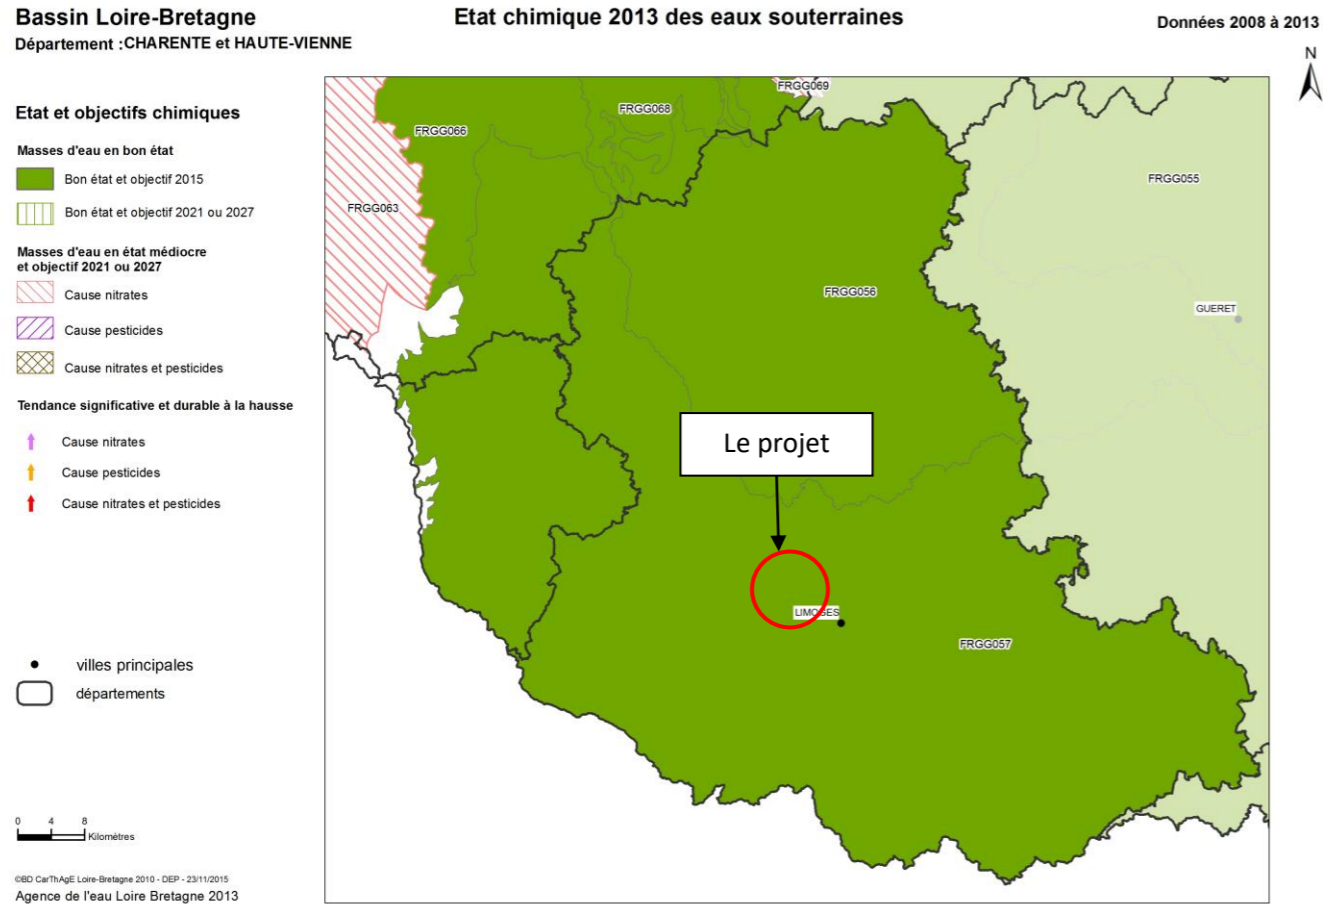 Bassin Loire-Bretagne
Département :CHARENTE et HAUTE-VIENNE
Etat chimique 2013 des eaux souterraines
Données 2008 à 2013
N
Etat et objectifs chimiques
Masses d'eau en bon état
Bon état et objectif 2015
Bon état et objectif 2021 ou 2027
Masses d'eau en état médiocre
et objectif 2021 ou 2027
Cause nitrates
Cause pesticides
Cause nitrates et pesticides
Tendance significative et durable à la hausse
Cause nitrates
Cause pesticides
Cause nitrates et pesticides
villes principales
départements
0 4 8
Kilomètres
©BD CarThAgE Loire-Bretagne 2010 - DEP - 23/11/2015
Agence de l'eau Loire Bretagne 2013
FRGG069
FRGG068
FRGG066
FRGG055
FRGG063
FRGG056
GUERET
Le projet
LIMOGES
FRGG057